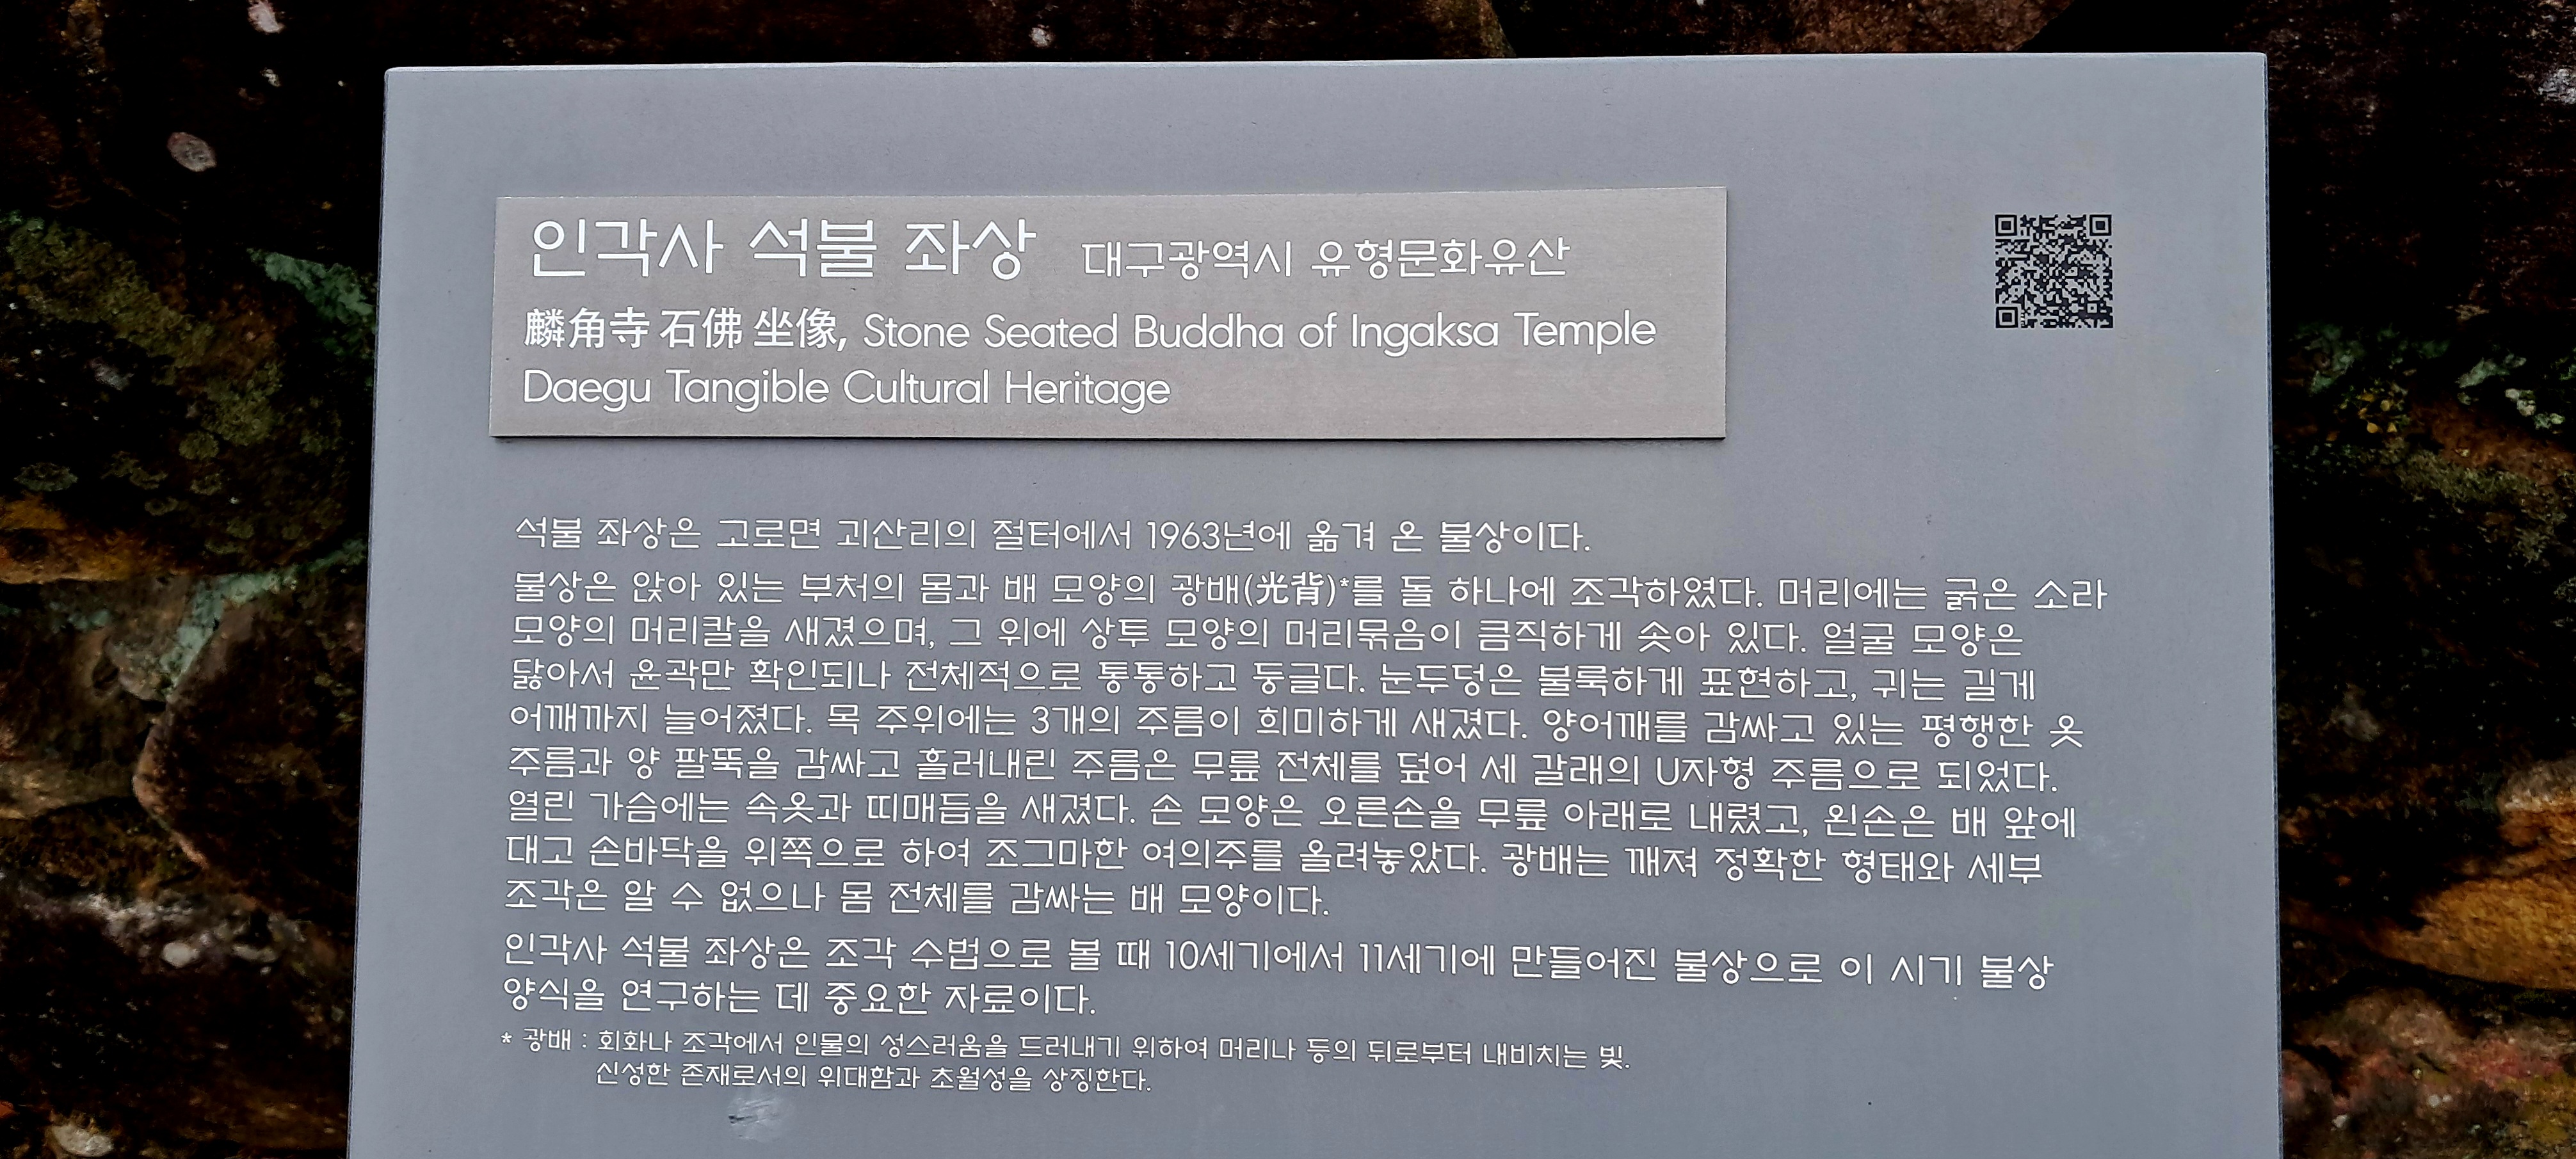 인각사 석불 좌상 대구광역시 유형문화유산
麟角寺 石佛 坐像, Stone Seated Buddha of Ingaksa Temple
Daegu Tangible Cultural Heritage
석불 좌상은 고로면 괴산리의 절터에서 1963년에 옮겨 온 불상이다.
불상은 앉아 있는 부처의 몸과 배 모양의 광배(光背)*를 돌 하나에 조각하였다. 머리에는 굵은 소라
모양의 머리칼을 새겼으며, 그 위에 상투 모양의 머리묶음이 큼직하게 솟아 있다. 얼굴 모양은
닳아서 윤곽만 확인되나 전체적으로 통통하고 둥글다. 눈두덩은 불룩하게 표현하고, 귀는 길게
어깨까지 늘어졌다. 목 주위에는 3개의 주름이 희미하게 새겼다. 양어깨를 감싸고 있는 평행한 옷
주름과 양 팔뚝을 감싸고 흘러내린 주름은 무릎 전체를 덮어 세 갈래의 U자형 주름으로 되었다.
열린 가슴에는 속옷과 띠매듭을 새겼다. 손 모양은 오른손을 무릎 아래로 내렸고, 왼손은 배 앞에
대고 손바닥을 위쪽으로 하여 조그마한 여의주를 올려놓았다. 광배는 깨져 정확한 형태와 세부
조각은 알 수 없으나 몸 전체를 감싸는 배 모양이다.
인각사 석불 좌상은 조각 수법으로 볼 때 10세기에서 11세기에 만들어진 불상으로 이 시기 불상
양식을 연구하는 데 중요한 자료이다.
* 광배 : 회화나 조각에서 인물의 성스러움을 드러내기 위하여 머리나 등의 뒤로부터 내비치는 빛.
신성한 존재로서의 위대함과 초월성을 상징한다.